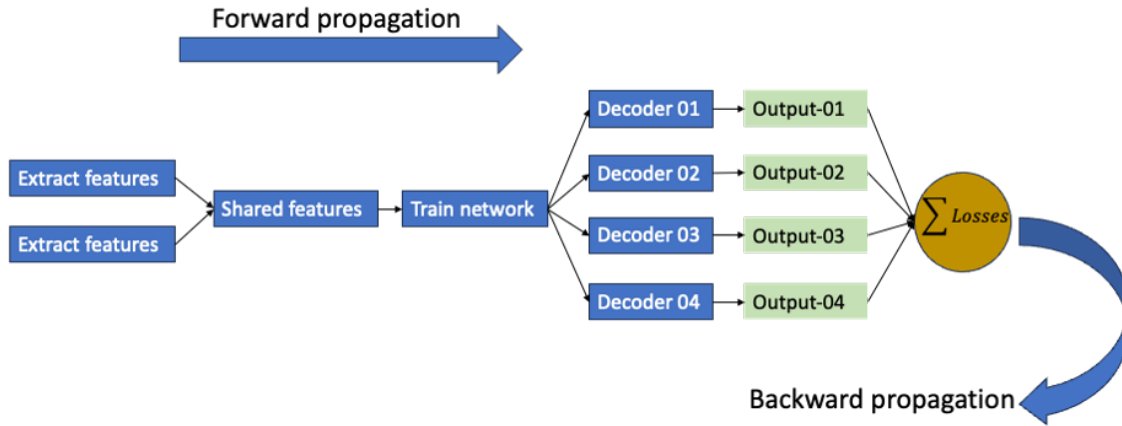 Forward propagation
Extract features
Extract features
Shared features
Train network
Decoder 01
Output-01
Decoder 02
Output-02
Decoder 03
Output-03
Decoder 04
Output-04
∑ Losses
Backward propagation